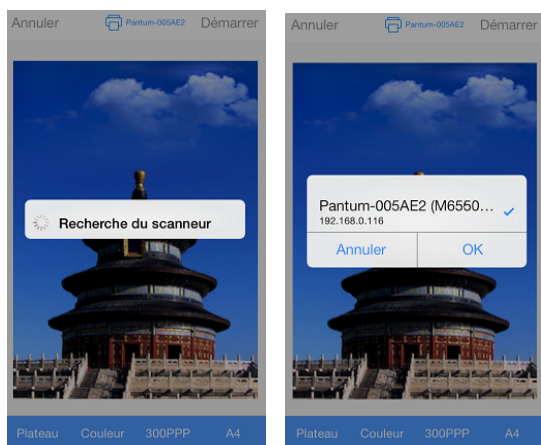 Annuler Pantum-005AE2 Démarrer
Recherche du scanneur
Plateau Couleur 300PPP A4
Annuler Pantum-005AE2 Démarrer
Pantum-005AE2 (M6550...
192.168.0.116
Annuler OK
Plateau Couleur 300PPP A4